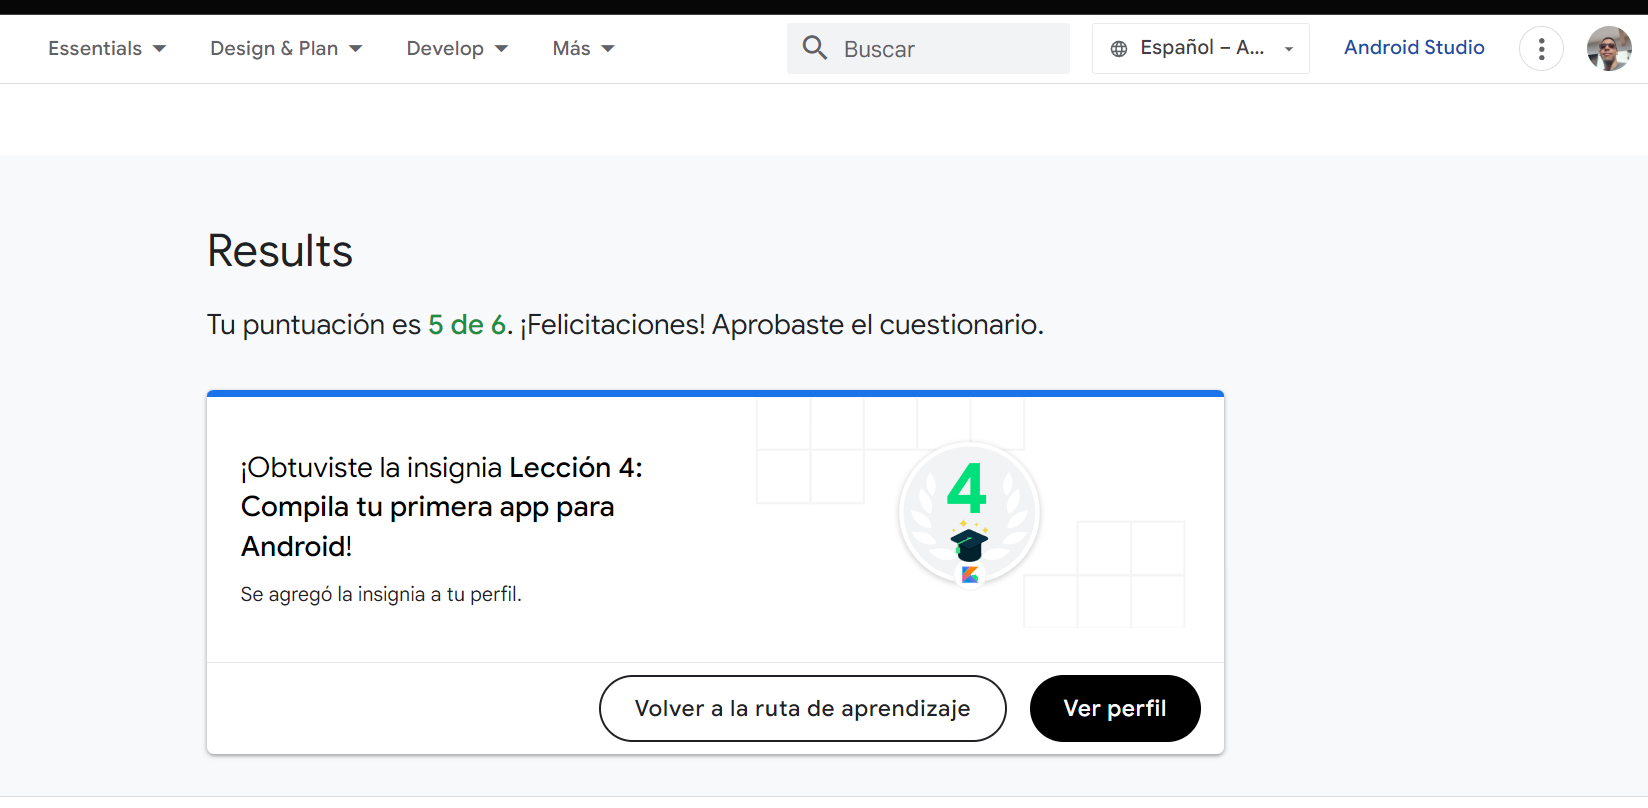 Essentials Design & Plan Develop Más Buscar Español – A... Android Studio
Results
Tu puntuación es 5 de 6. ¡Felicitaciones! Aprobaste el cuestionario.
¡Obtuviste la insignia Lección 4:
Compila tu primera app para
Android!
Se agregó la insignia a tu perfil.
4
Volver a la ruta de aprendizaje Ver perfil